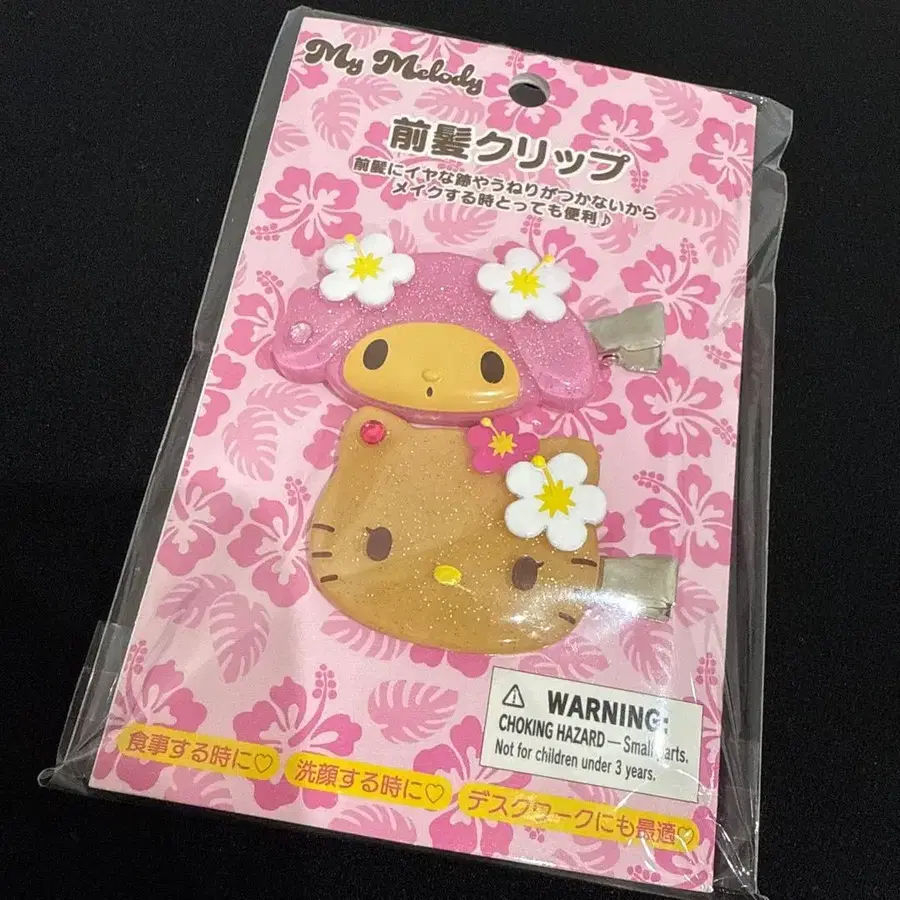 My Melody
前髪クリップ
前髪にイヤな跡やうねりがつかないから
メイクする時とっても便利♪
WARNING:
CHOKING HAZARD — Small parts.
Not for children under 3 years.
食事する時に♡
洗顔する時に♡
デスクワークにも最適♡